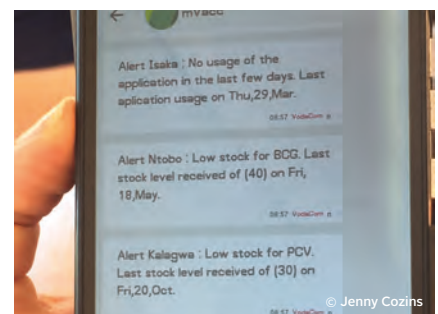 mvacc
Alert Isaka : No usage of the
application in the last few days. Last
aplication usage on Thu,29,Mar.
08:57 VodaCom
Alert Ntobo : Low stock for BCG. Last
stock level received of (40) on Fri,
18,May.
08:57 VodaCom
Alert Kalagwa : Low stock for PCV.
Last stock level received of (30) on
Fri,20,Oct.
08:57 VodaCom
© Jenny Cozins